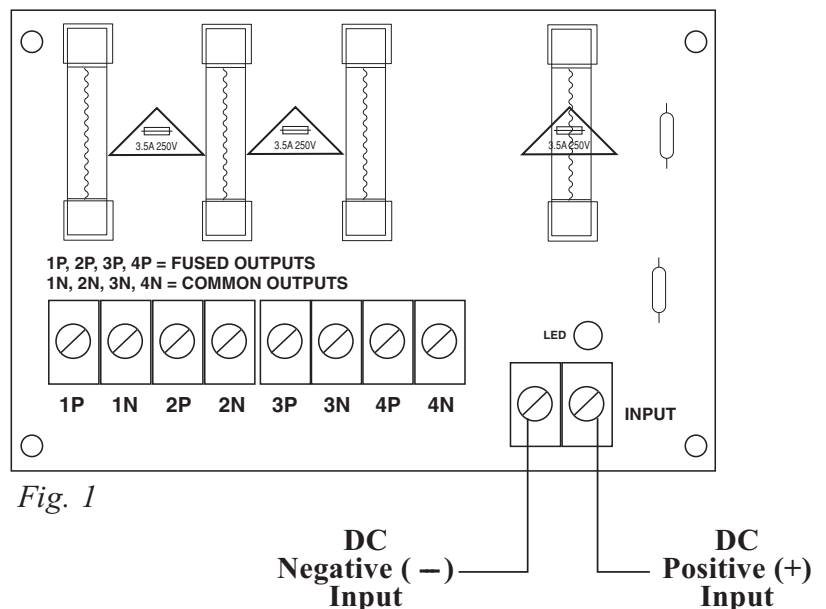 3.5A 250V
3.5A 250V
3.5A 250V
1P, 2P, 3P, 4P = FUSED OUTPUTS
1N, 2N, 3N, 4N = COMMON OUTPUTS
LED
1P 1N 2P 2N 3P 3N 4P 4N
INPUT
Fig. 1
DC
Negative ( – )
Input
DC
Positive (+)
Input